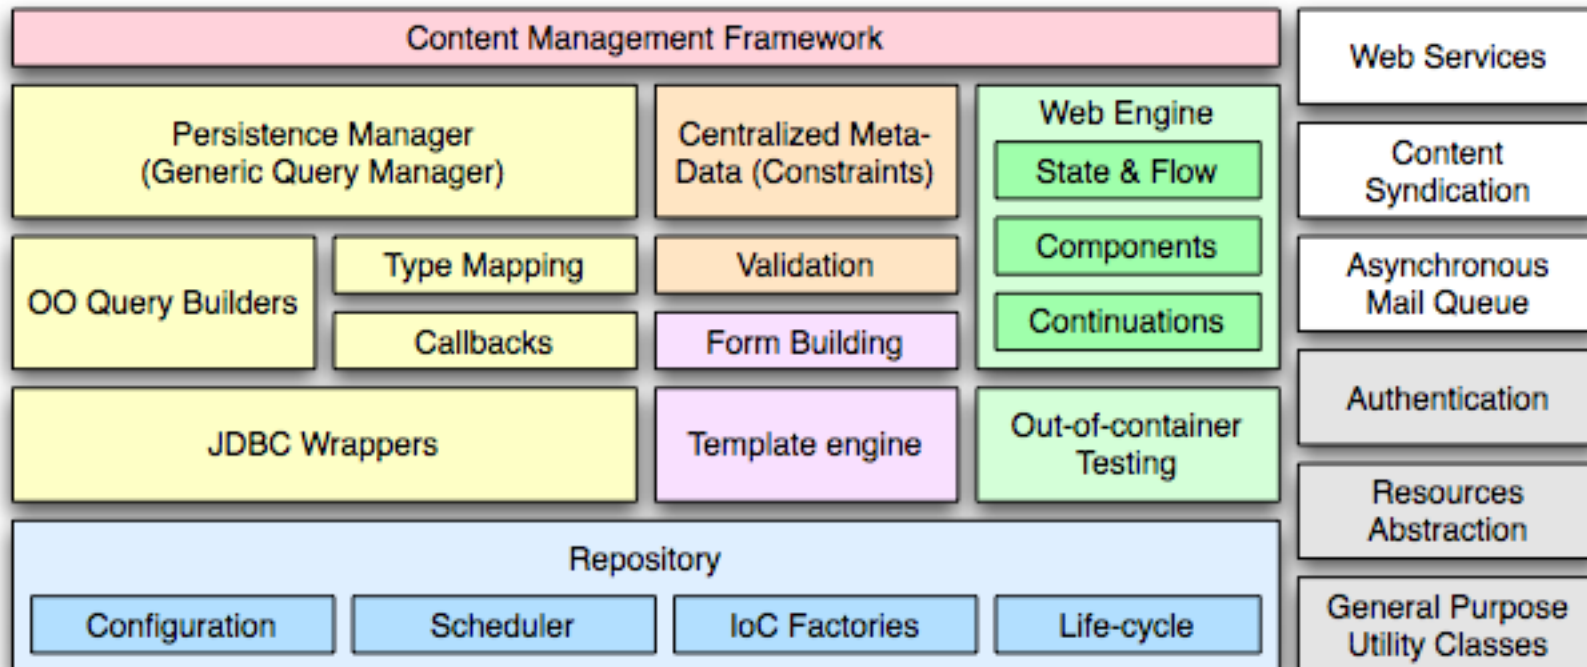 Content Management Framework
Persistence Manager
(Generic Query Manager)
Centralized Meta-
Data (Constraints)
Web Engine
State & Flow
Components
Continuations
OO Query Builders
Type Mapping
Callbacks
Validation
Form Building
JDBC Wrappers
Template engine
Out-of-container
Testing
Repository
Configuration
Scheduler
IoC Factories
Life-cycle
Web Services
Content
Syndication
Asynchronous
Mail Queue
Authentication
Resources
Abstraction
General Purpose
Utility Classes